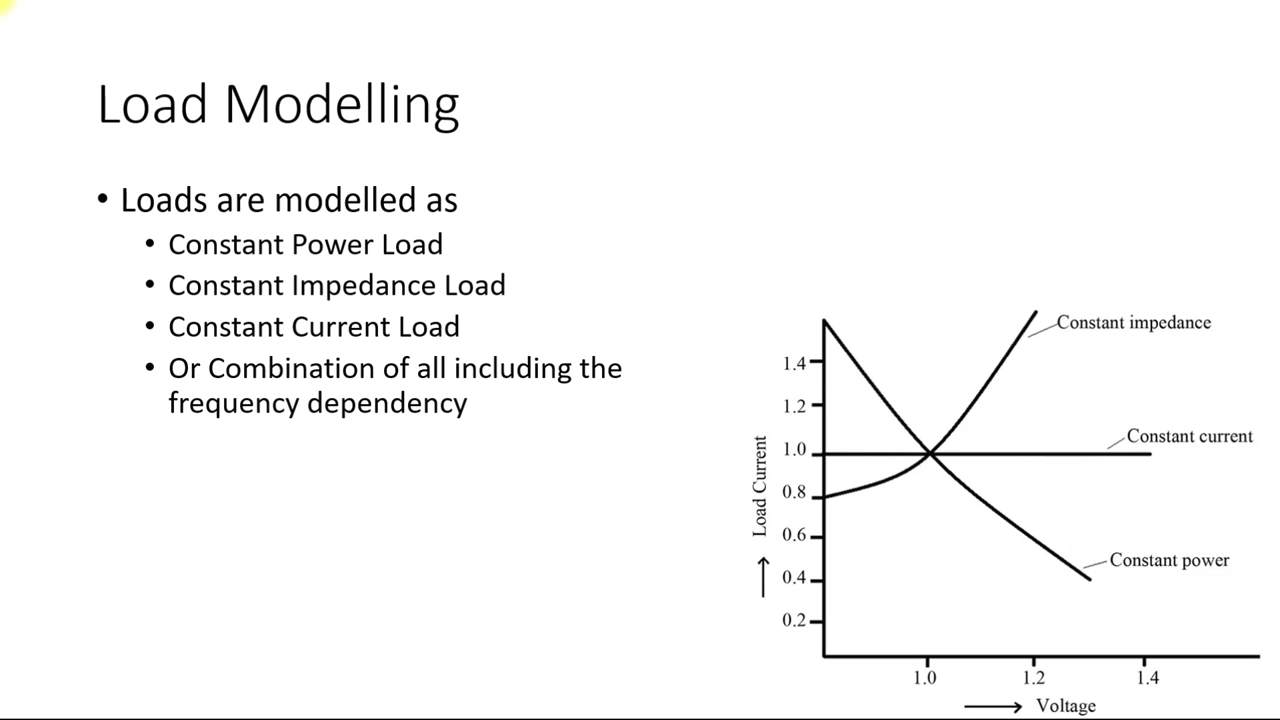 Load Modelling
• Loads are modelled as
• Constant Power Load
• Constant Impedance Load
• Constant Current Load
• Or Combination of all including the
frequency dependency
Constant impedance
Constant current
Constant power
Load Current
1.4
1.2
1.0
0.8
0.6
0.4
0.2
1.0 1.2 1.4
Voltage